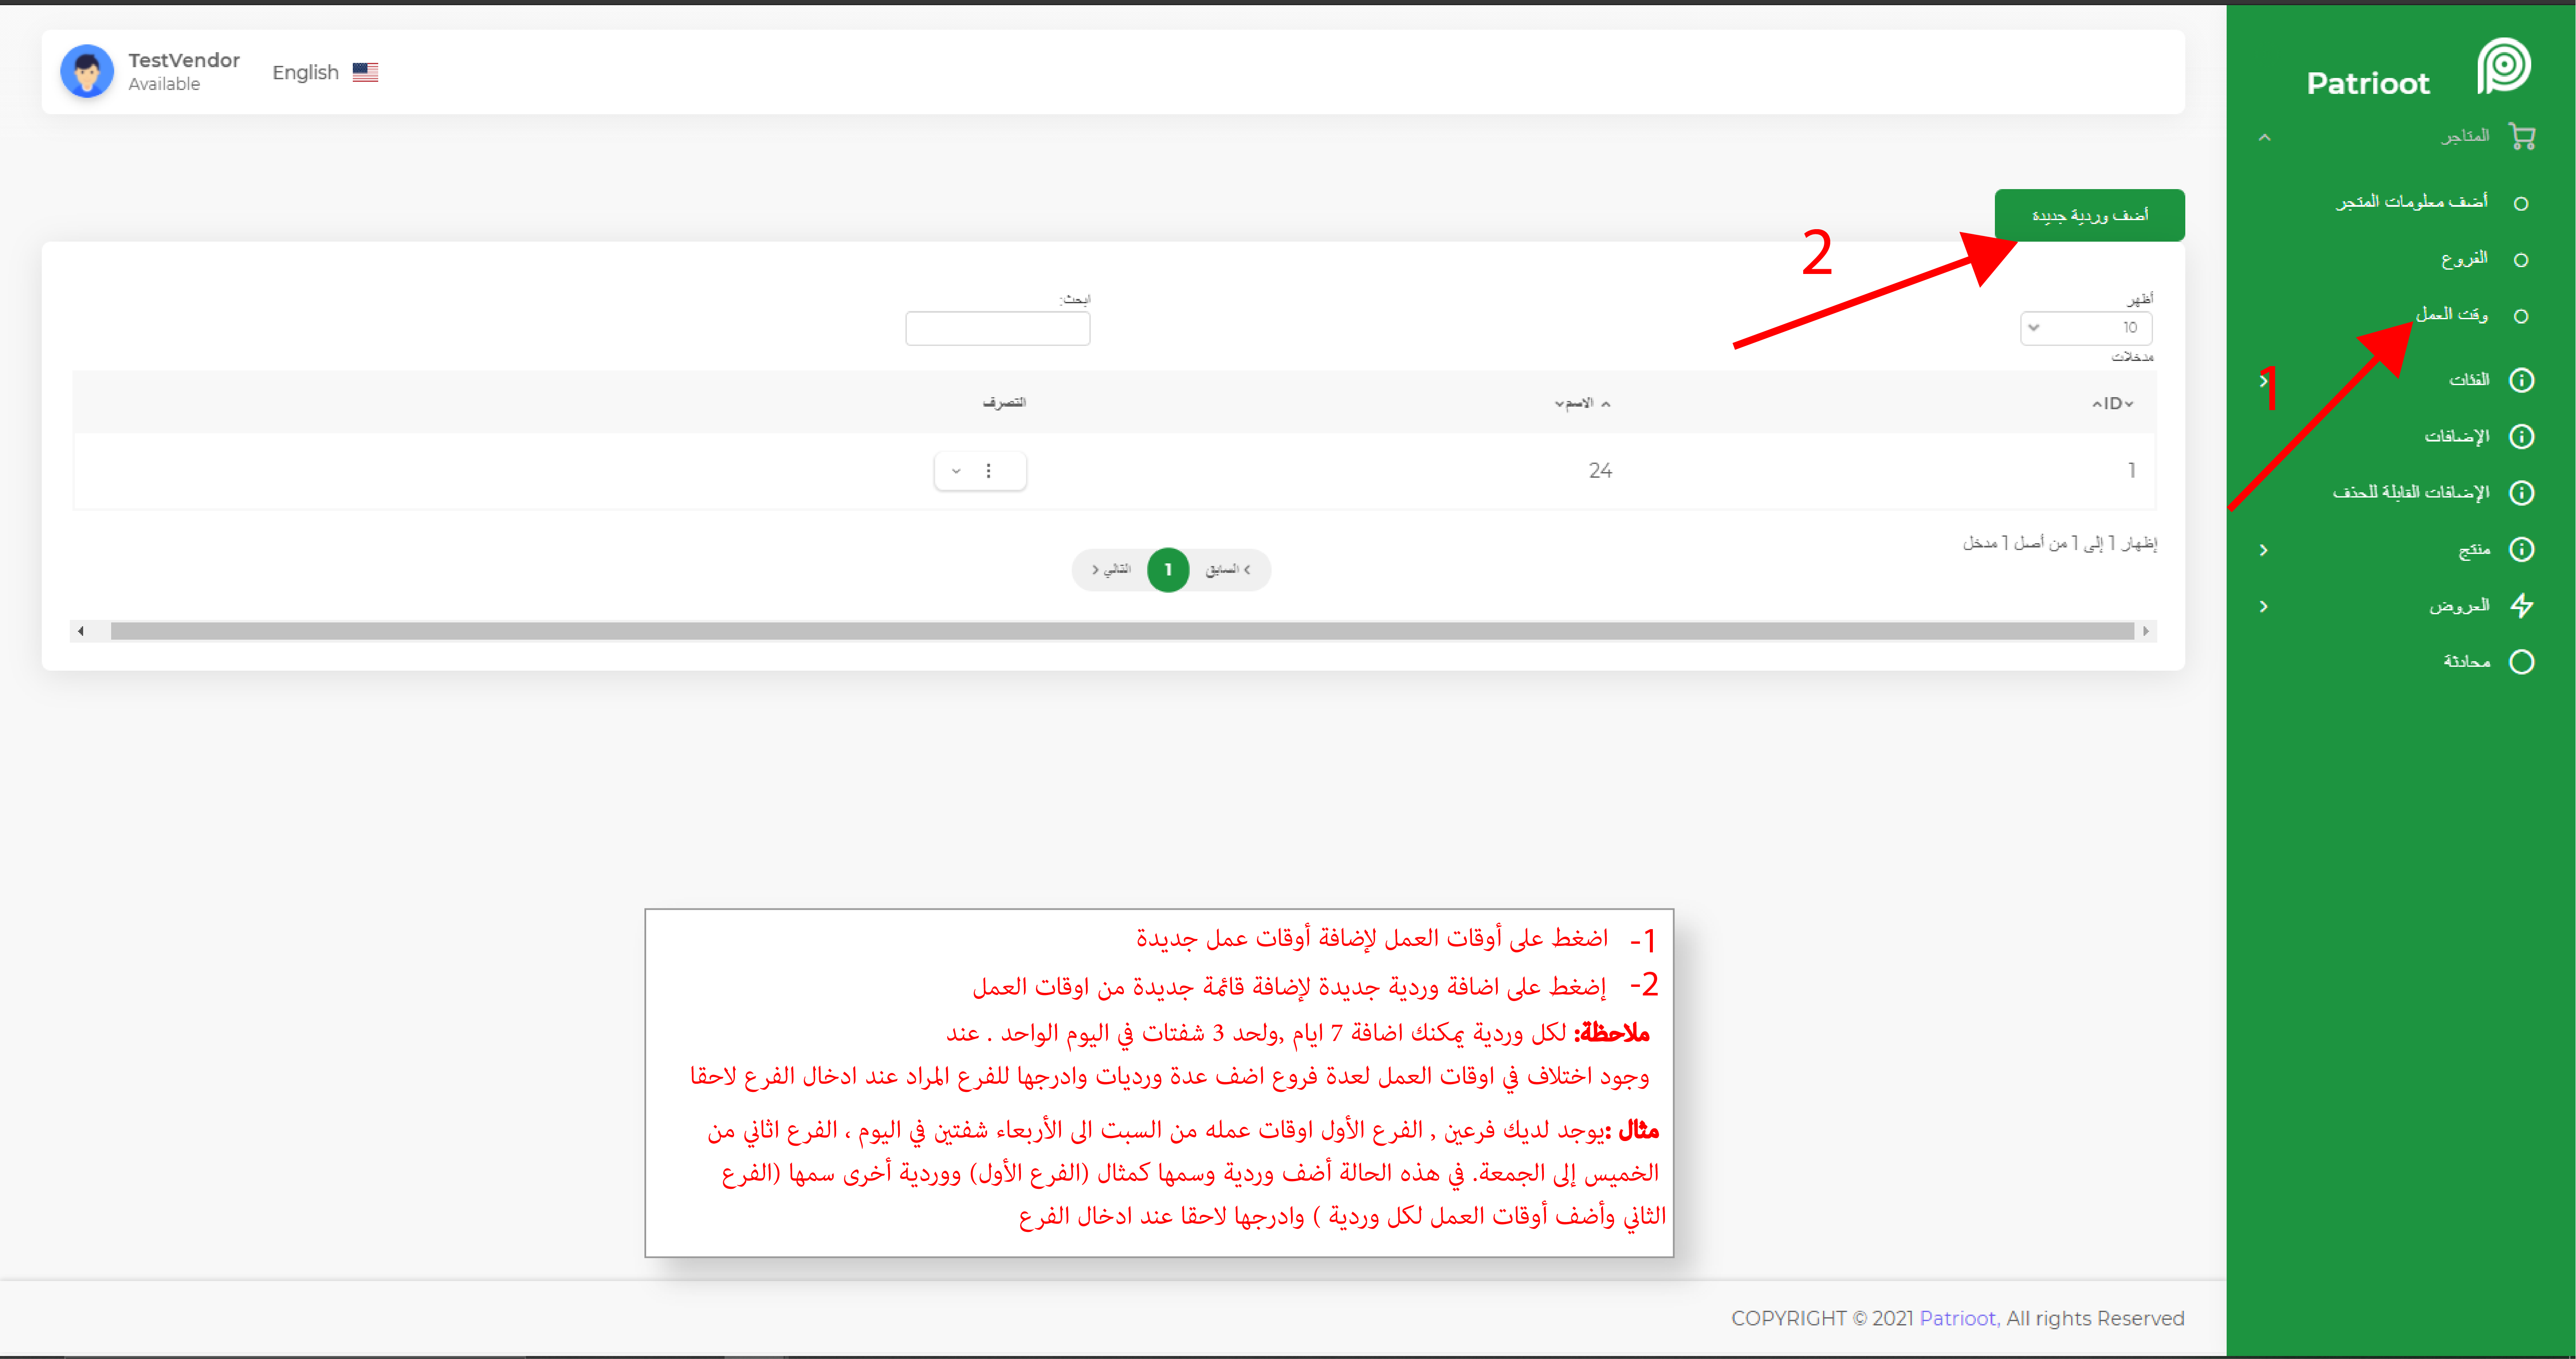 TestVendor
Available
English
Patrioot
المتاجر
أضف معلومات المتجر
الفروع
وقت العمل
الفئات
الإضافات
الإضافات القابلة للحذف
منتج
العروض
محادثة
1
أضف وردية جديدة
2
أظهر
10
مدخلات
ابحث:
ID
الاسم
التصرف
1
24
إظهار 1 إلى 1 من أصل 1 مدخل
السابق
1
التالي
1- اضغط على أوقات العمل لإضافة أوقات عمل جديدة
2- إضغط على اضافة وردية جديدة لإضافة قائمة جديدة من اوقات العمل
ملاحظة: لكل وردية يمكنك اضافة 7 ايام ,ولحد 3 شفتات في اليوم الواحد . عند
وجود اختلاف في اوقات العمل لعدة فروع اضف عدة ورديات وادرجها للفرع المراد عند ادخال الفرع لاحقا
مثال :يوجد لديك فرعين , الفرع الأول اوقات عمله من السبت الى الأربعاء شفتين في اليوم ، الفرع اثاني من
الخميس إلى الجمعة. في هذه الحالة أضف وردية وسمها كمثال (الفرع الأول) ووردية أخرى سمها (الفرع
الثاني وأضف أوقات العمل لكل وردية ) وادرجها لاحقا عند ادخال الفرع
COPYRIGHT © 2021 Patrioot, All rights Reserved